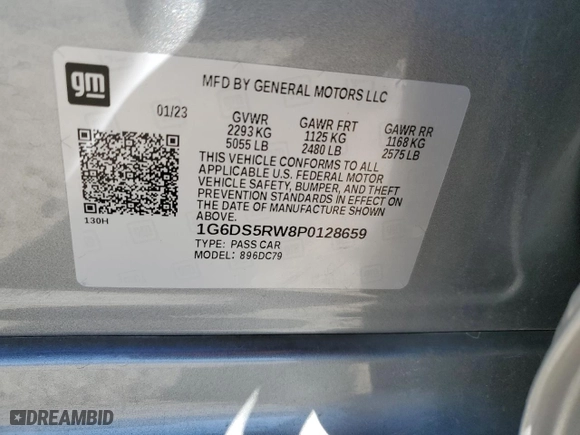 gm
MFD BY GENERAL MOTORS LLC
01/23 GVWR GAWR FRT GAWR RR
2293 KG 1125 KG 1168 KG
5055 LB 2480 LB 2575 LB
THIS VEHICLE CONFORMS TO ALL
APPLICABLE U.S. FEDERAL MOTOR
VEHICLE SAFETY, BUMPER, AND THEFT
PREVENTION STANDARDS IN EFFECT ON
THE DATE OF MANUFACTURE SHOWN
ABOVE.
130H
1G6DS5RW8P0128659
TYPE: PASS CAR
MODEL: 896DC79
DREAMBID